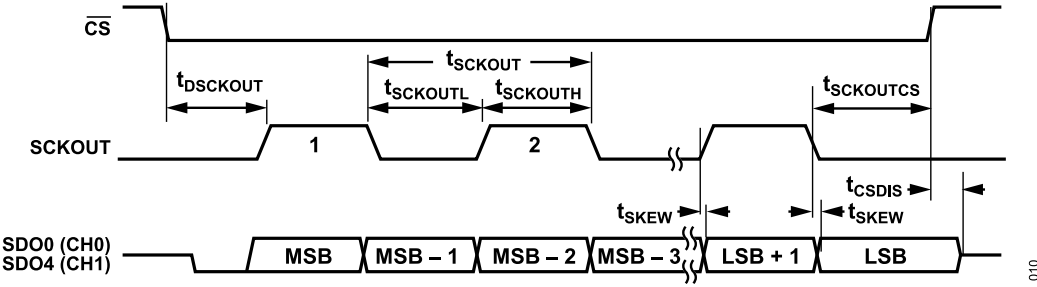 CS
tSCKOUT
tDSCKOUT
tSCKOUTL
tSCKOUTH
tSCKOUTCS
SCKOUT
1
2
tCSDIS
tSKEW
tSKEW
SDO0 (CH0)
SDO4 (CH1)
MSB
MSB – 1
MSB – 2
MSB – 3
LSB + 1
LSB
010